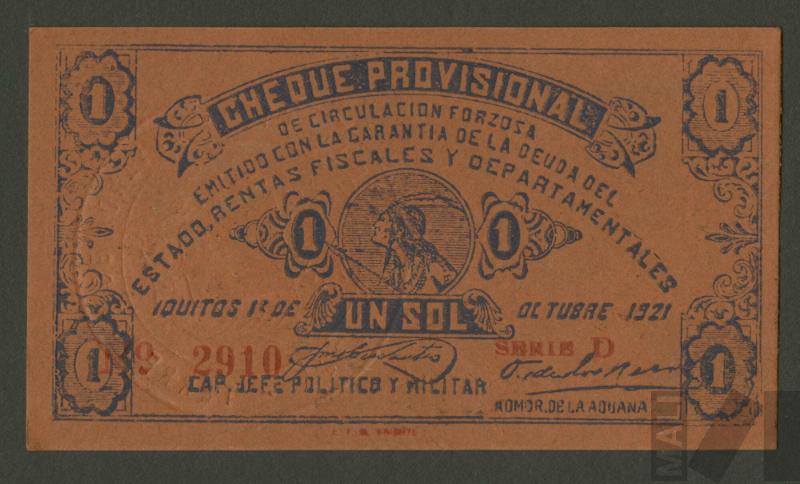 1 1
CHEQUE PROVISIONAL
DE CIRCULACION FORZOSA
EMITIDO CON LA GARANTIA DE LA DEUDA DEL
ESTADO, RENTAS FISCALES Y DEPARTAMENTALES
1 1
IQUITOS 1º DE OCTUBRE 1921
UN SOL
2910 SERIE D
1 1
CAP. JEFE POLITICO Y MILITAR
ADMOR. DE LA ADUANA
MALI